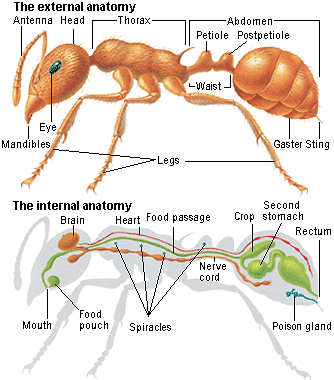 The external anatomy
Antenna Head Thorax Abdomen
Petiole Postpetiole
Waist
Eye
Mandibles
Gaster Sting
Legs
The internal anatomy
Brain Heart Food passage Crop Second
stomach
Rectum
Nerve
cord
Mouth Food
pouch
Spiracles
Poison gland